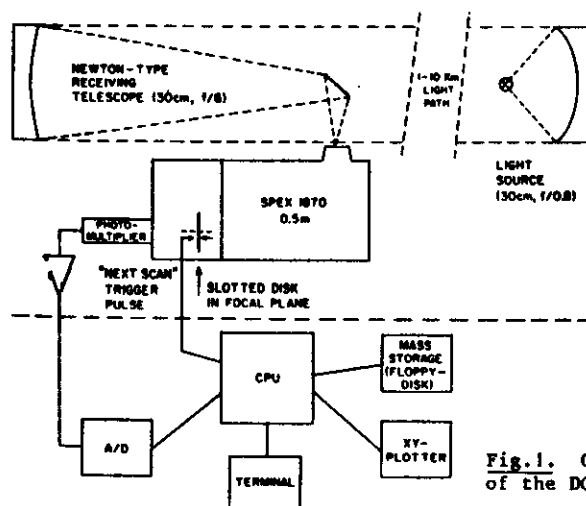 NEWTON-TYPE
RECEIVING
TELESCOPE (30cm, f/6)
1-10 Km
LIGHT
PATH
LIGHT
SOURCE
(30cm, f/0.8)
SPEX 1870
0.5m
PHOTO-
MULTIPLIER
"NEXT SCAN"
TRIGGER
PULSE
SLOTTED DISK
IN FOCAL PLANE
CPU
MASS
STORAGE
(FLOPPY-
DISK)
A/D
XY-
PLOTTER
TERMINAL
Fig.1.
of the